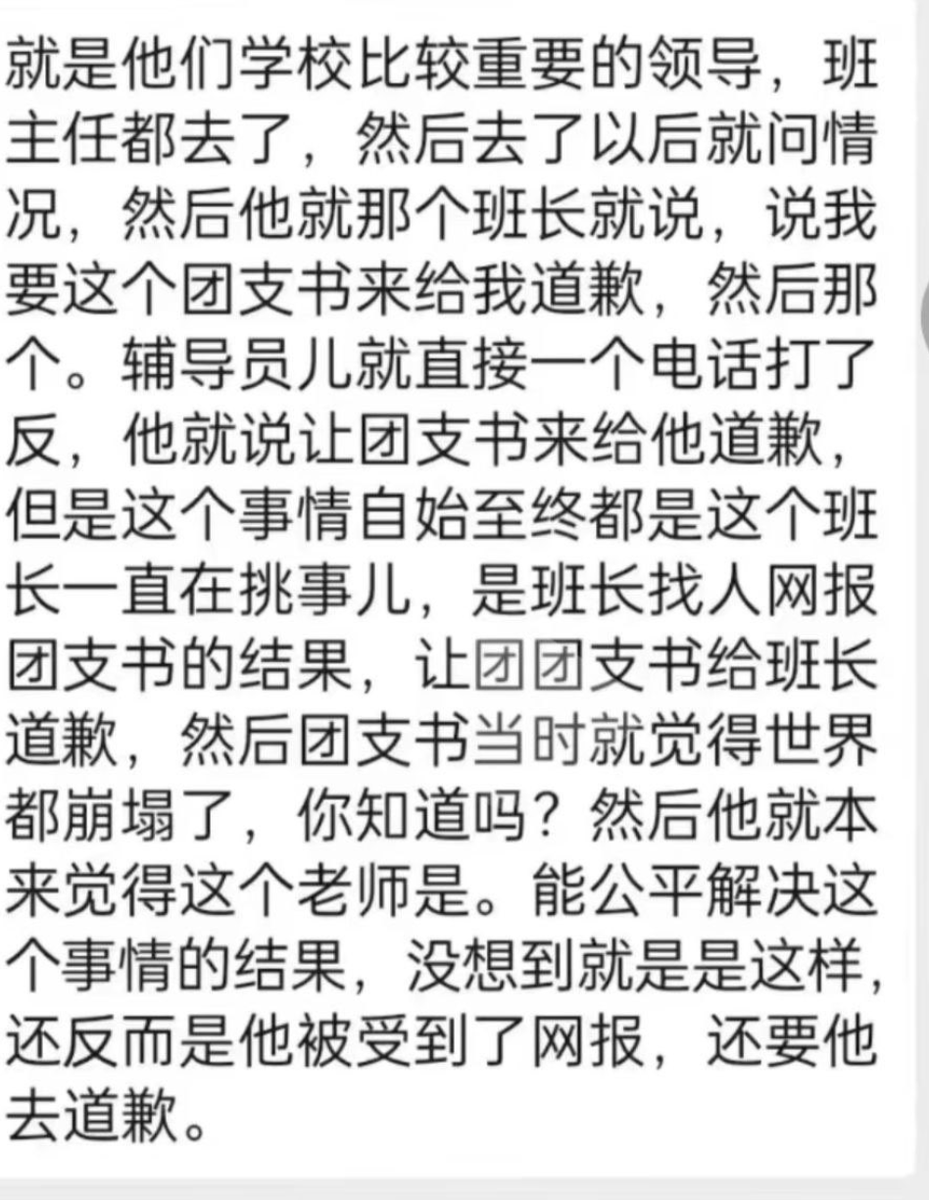 就是他们学校比较重要的领导，班
主任都去了，然后去了以后就问情
况，然后他就那个班长就说，说我
要这个团支书来给我道歉，然后那
个。辅导员儿就直接一个电话打了
反，他就说让团支书来给他道歉，
但是这个事情自始至终都是这个班
长一直在挑事儿，是班长找人网报
团支书的结果，让团团支书给班长
道歉，然后团支书当时就觉得世界
都崩塌了，你知道吗？然后他就本
来觉得这个老师是。能公平解决这
个事情的结果，没想到就是是这样，
还反而是他被受到了网报，还要他
去道歉。